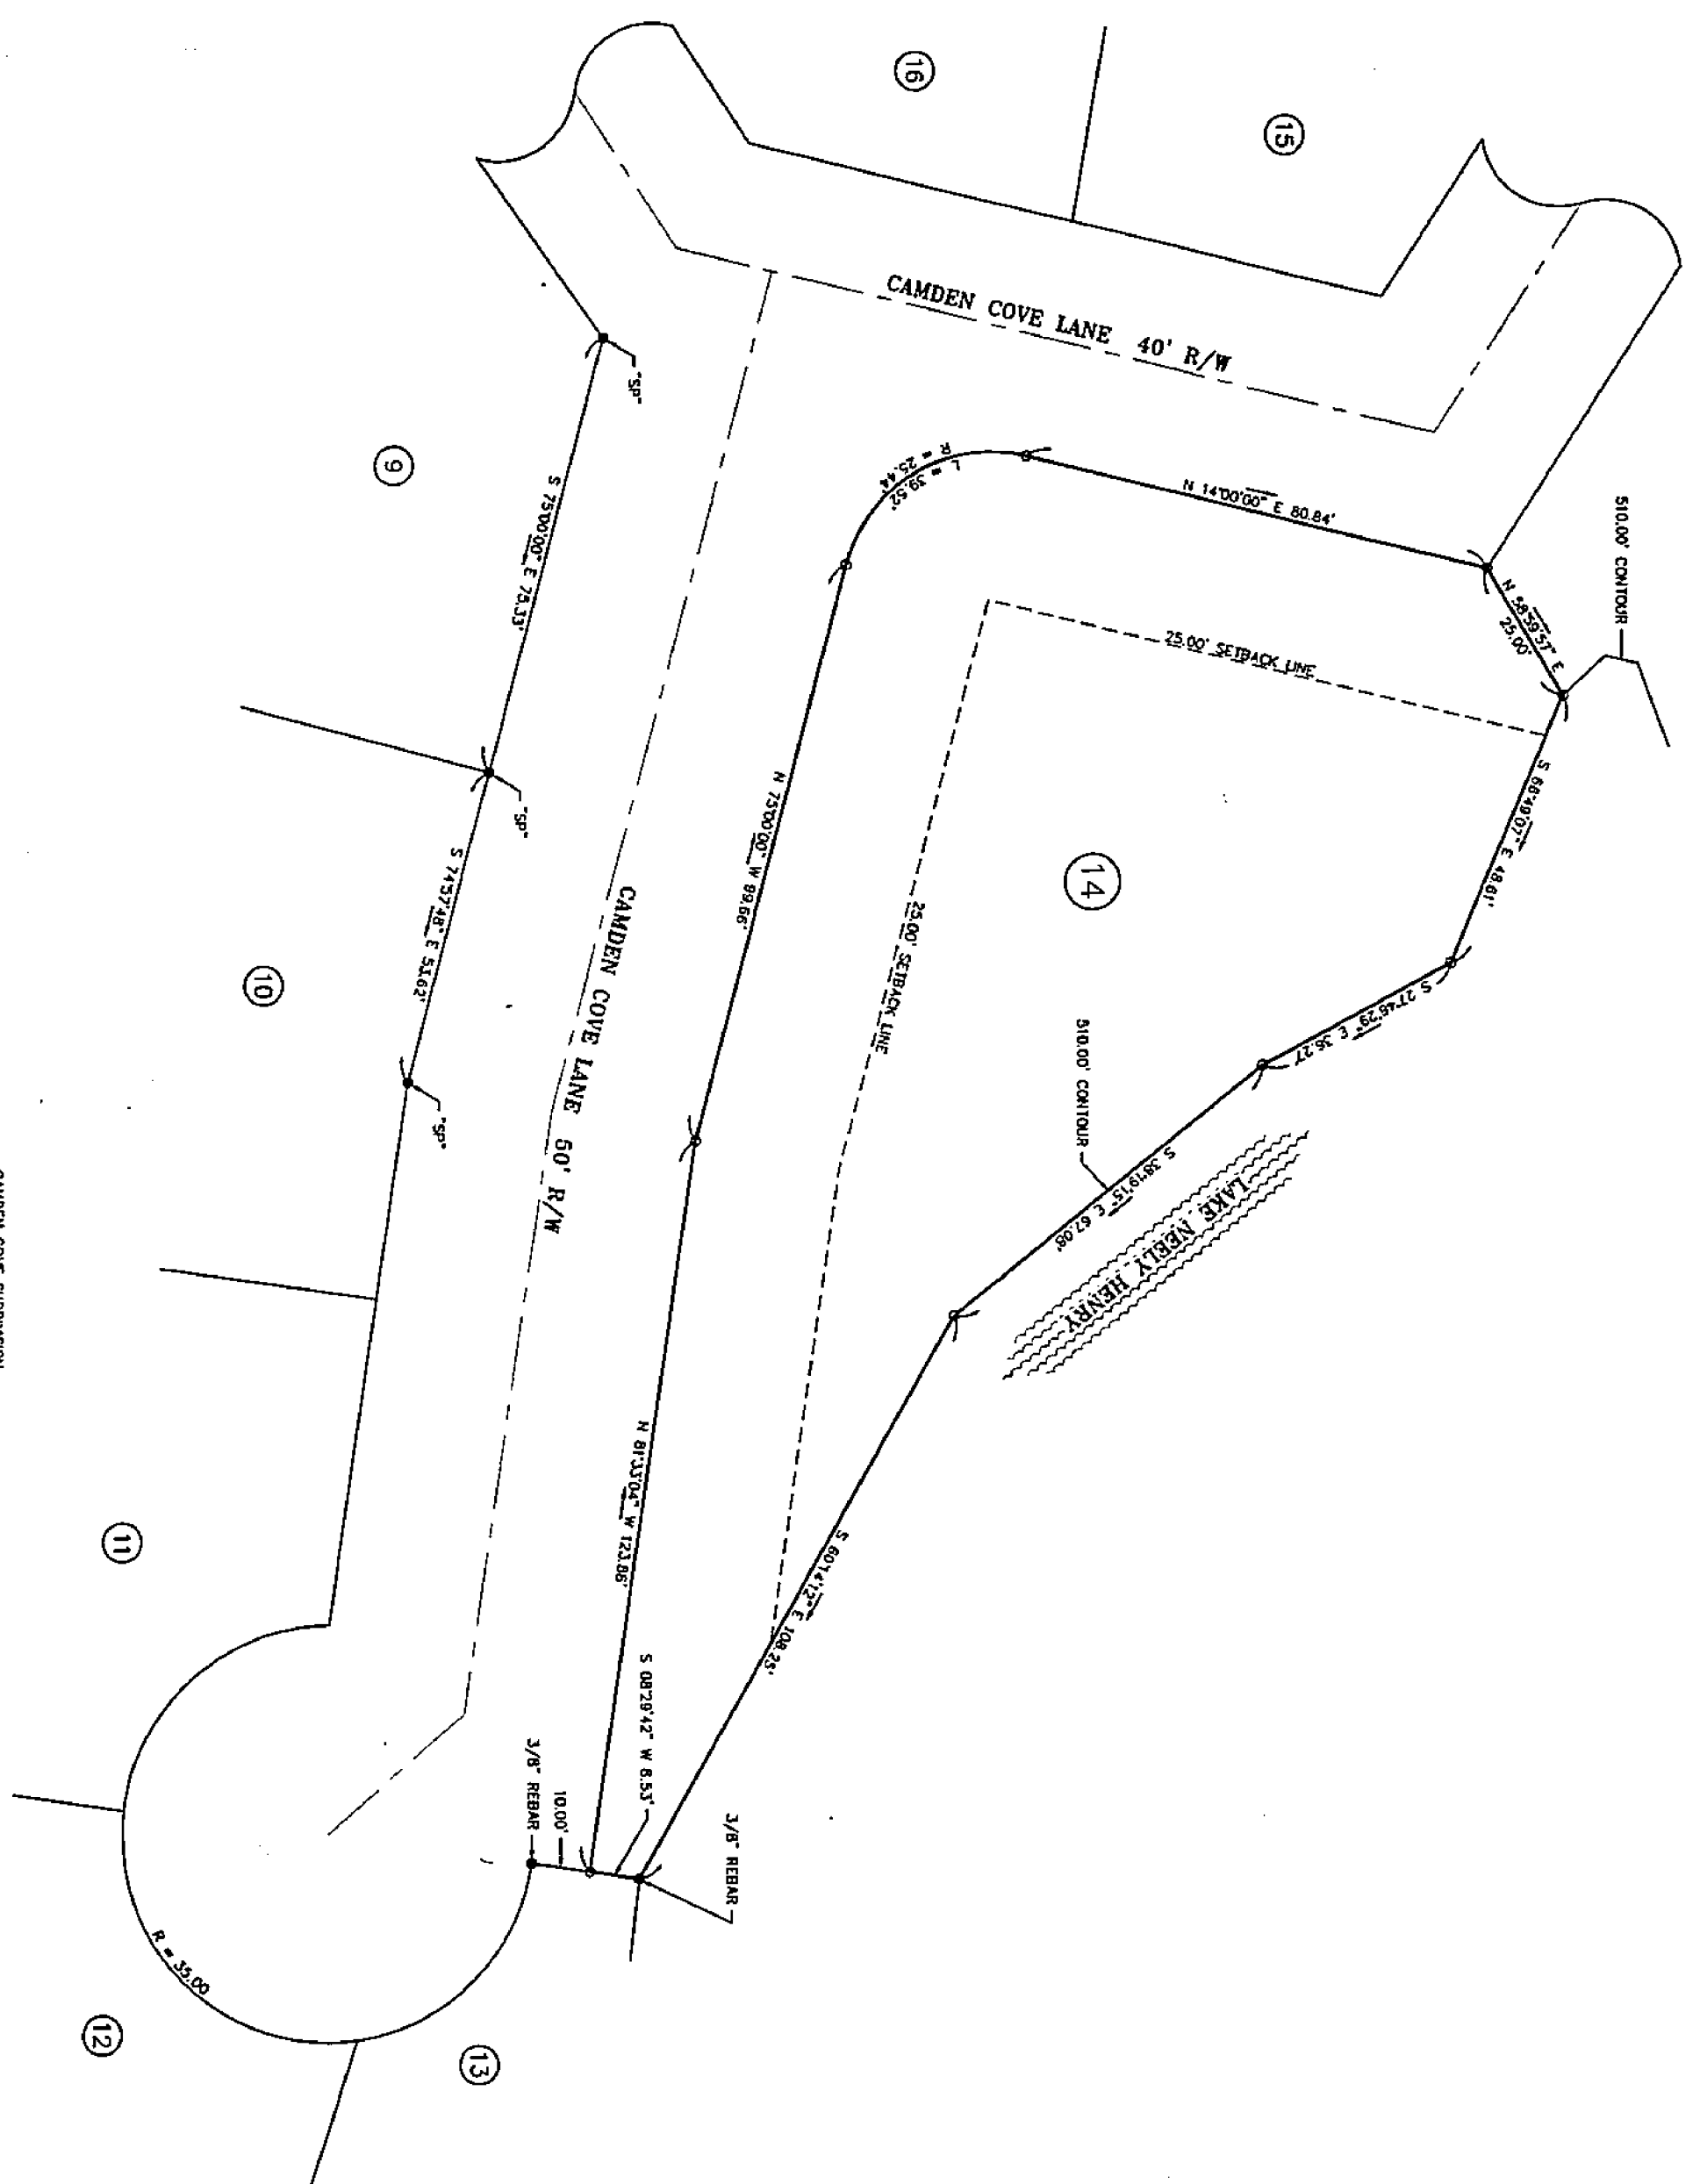 16
15
CAMDEN COVE LANE 40' R/W
510.00' CONTOUR
N 14°00'00" E 80.84'
N 58°59'57" E
25.00'
R = 25.44'
L = 39.52'
"SP"
9
S 75°00'00" E 75.33'
25.00' SETBACK LINE
S 68°49'07" E 48.61'
14
N 75°00'00" W 99.66'
25.00' SETBACK LINE
"SP"
S 74°57'48" E 53.62'
10
CAMDEN COVE LANE 50' R/W
S 27°46'29" E 36.27'
510.00' CONTOUR
S 38°19'15" E 67.08'
LAKE NEELY HENRY
"SP"
N 81°33'04" W 123.86'
S 60°14'12" E 108.25'
11
S 08°29'42" W 8.53'
3/8" REBAR
10.00'
3/8" REBAR
R = 35.00
12
13